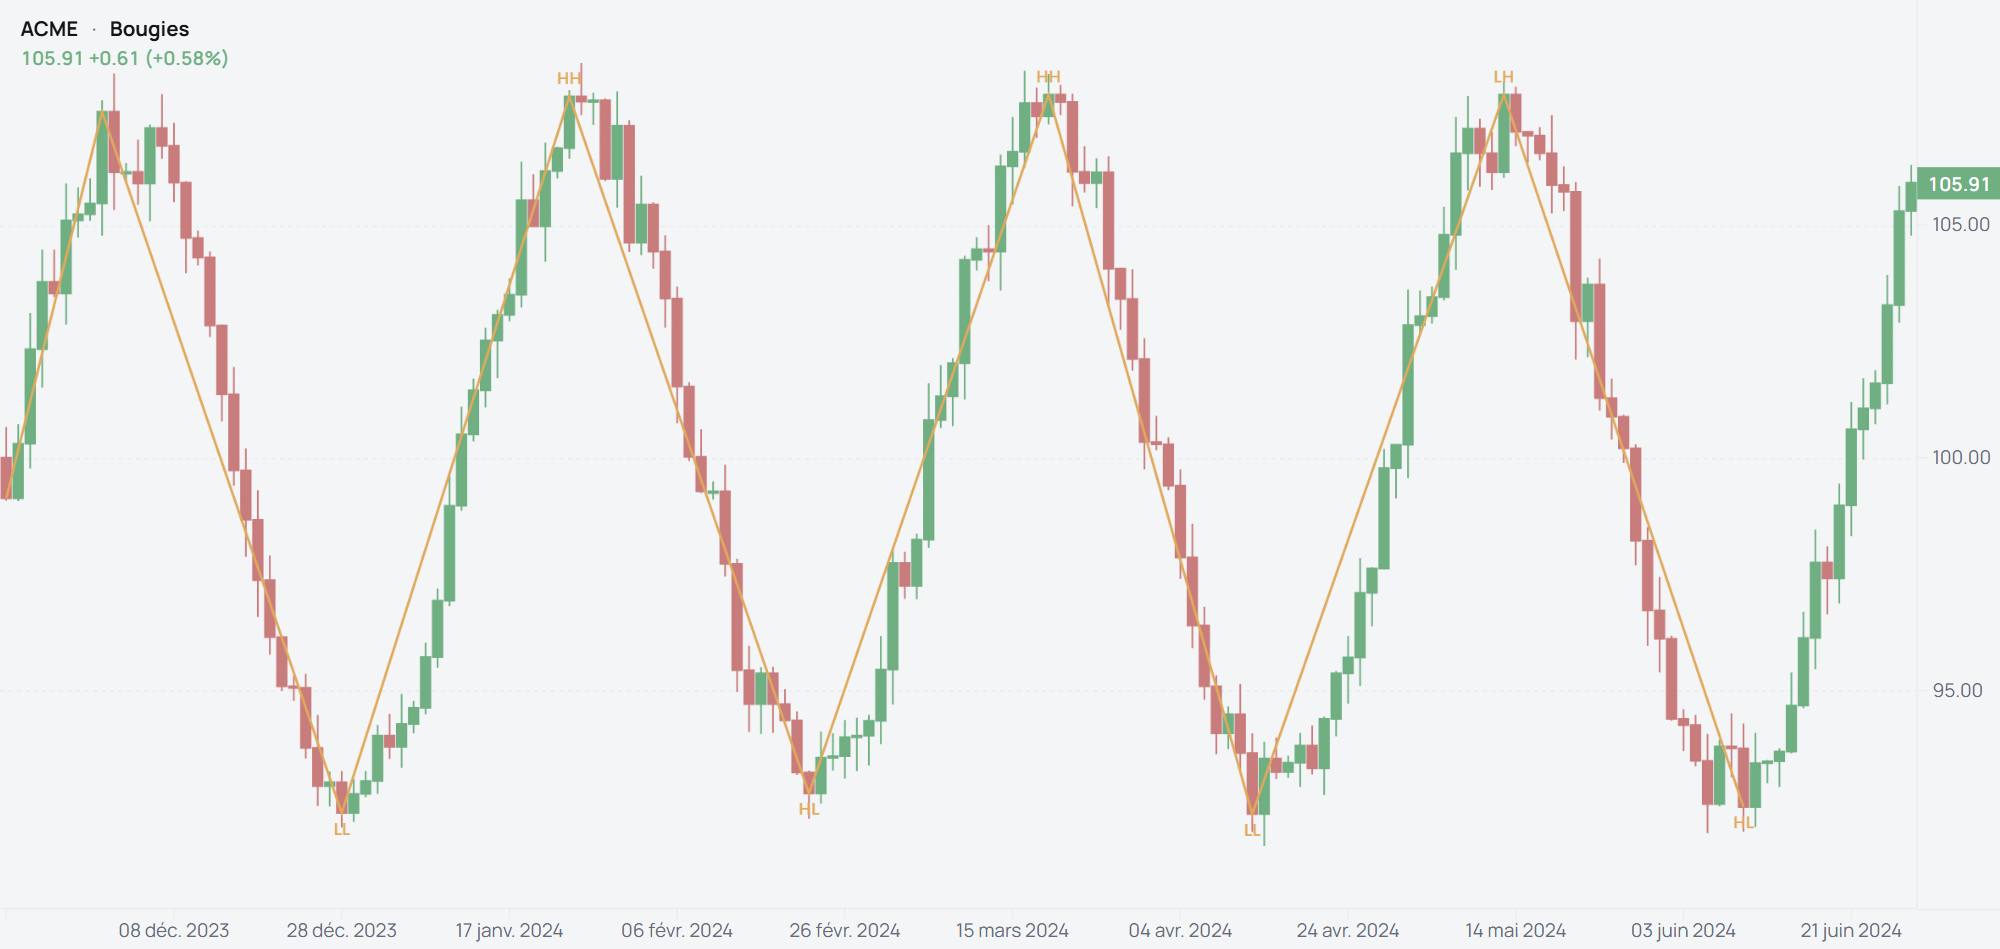 ACME · Bougies
105.91 +0.61 (+0.58%)
HH
HH
LH
105.91
105.00
100.00
95.00
LL
HL
LL
HL
08 déc. 2023
28 déc. 2023
17 janv. 2024
06 févr. 2024
26 févr. 2024
15 mars 2024
04 avr. 2024
24 avr. 2024
14 mai 2024
03 juin 2024
21 juin 2024